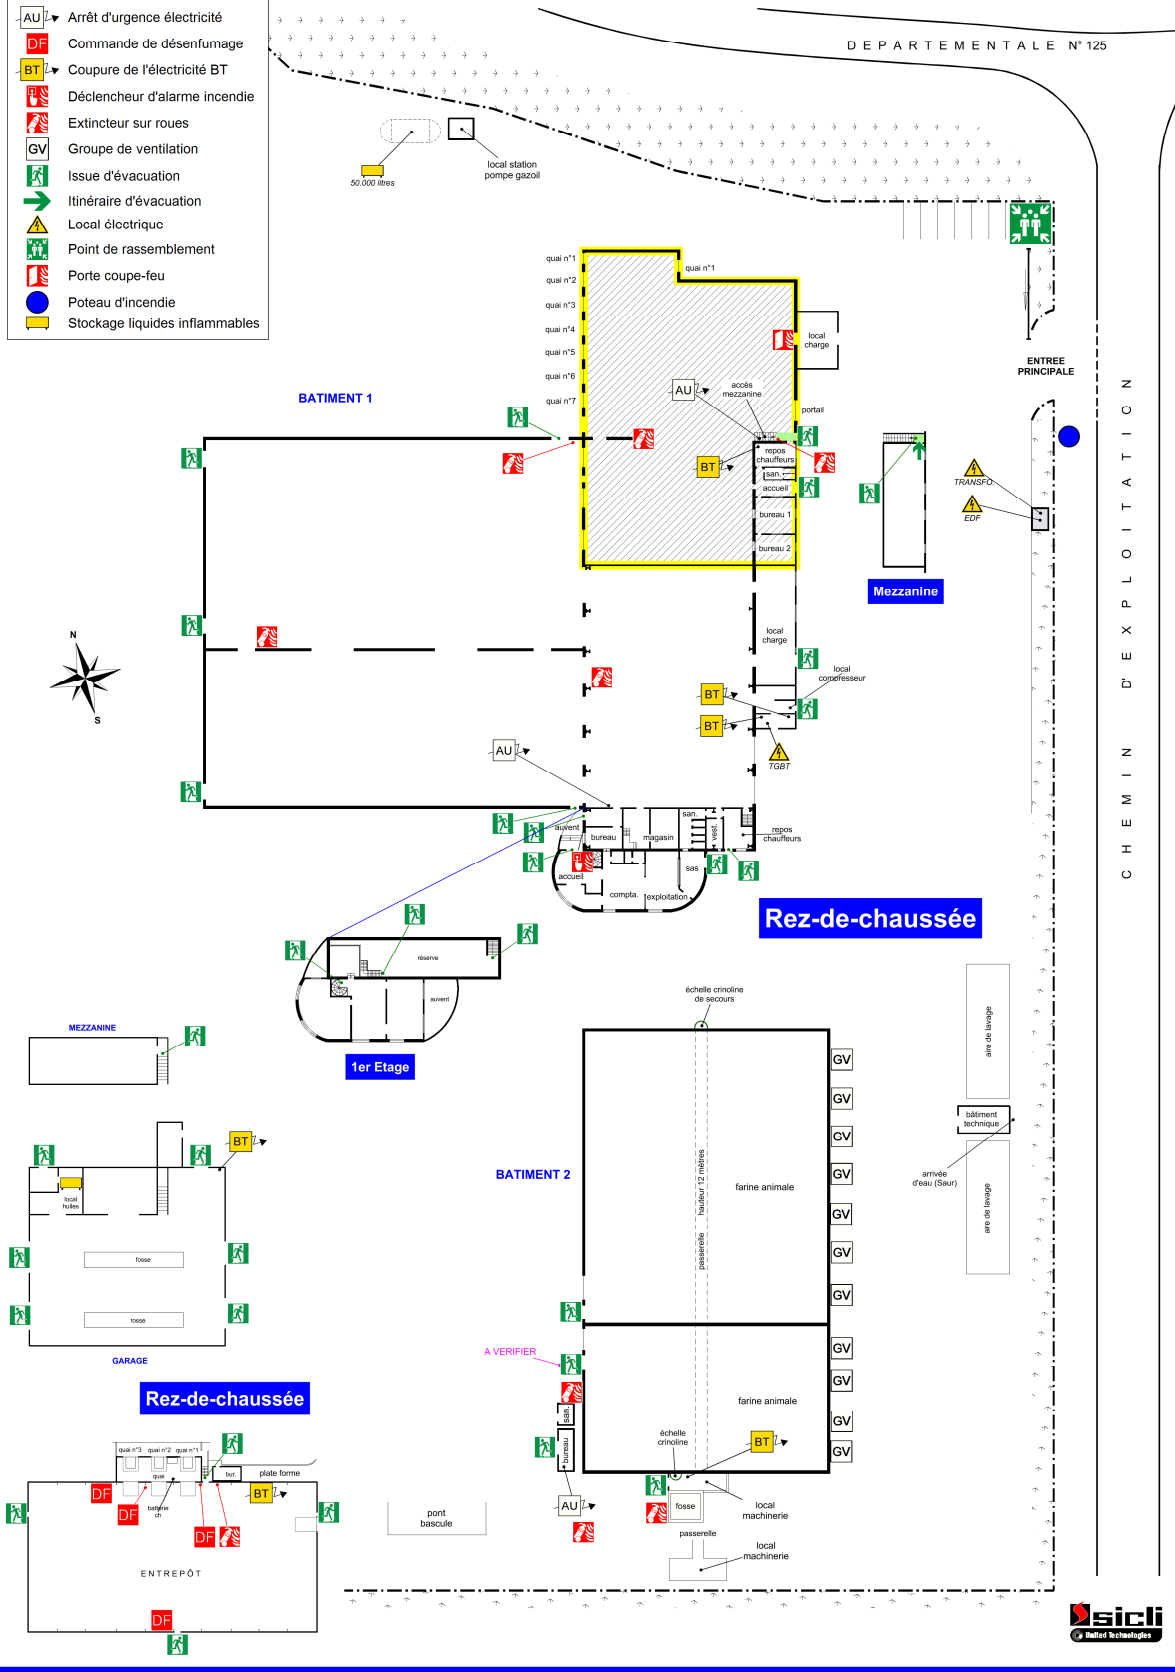 AU Arrêt d'urgence électricité
DF Commande de désenfumage
BT Coupure de l'électricité BT
Déclencheur d'alarme incendie
Extincteur sur roues
GV Groupe de ventilation
Issue d'évacuation
Itinéraire d'évacuation
Local électrique
Point de rassemblement
Porte coupe-feu
Poteau d'incendie
Stockage liquides inflammables
DEPARTEMENTALE N° 125
50.000 litres
local station
pompe gazoil
quai n°1
quai n°1
quai n°2
quai n°3
quai n°4
quai n°5
quai n°6
quai n°7
local
charge
ENTREE
PRINCIPALE
BATIMENT 1
AU
accès
mezzanine
portail
BT
repos
chauffeurs
san.
accueil
bureau 1
bureau 2
TRANSFO.
EDF
Mezzanine
CHEMIN D'EXPLOITATION
N
S
local
charge
local
compresseur
BT
BT
TGBT
AU
auvent
bureau
magasin
san.
vest.
repos
chauffeurs
accueil
compta.
exploitation
sas
Rez-de-chaussée
réserve
auvent
1er Etage
échelle crinoline
de secours
MEZZANINE
BT
local
huiles
fosse
fosse
GARAGE
Rez-de-chaussée
BATIMENT 2
passerelle hauteur 12 mètres
farine animale
GV
GV
GV
GV
GV
GV
GV
GV
GV
GV
GV
aire de lavage
bâtiment
technique
arrivée
d'eau (Saur)
aire de lavage
A VERIFIER
farine animale
san.
bureau
échelle
crinoline
BT
AU
fosse
local
machinerie
passerelle
local
machinerie
pont
bascule
quai n°3 quai n°2 quai n°1
quai
bur.
plate forme
batterie
ch
DF
DF
DF
BT
ENTREPÔT
DF
sicli
United Technologies